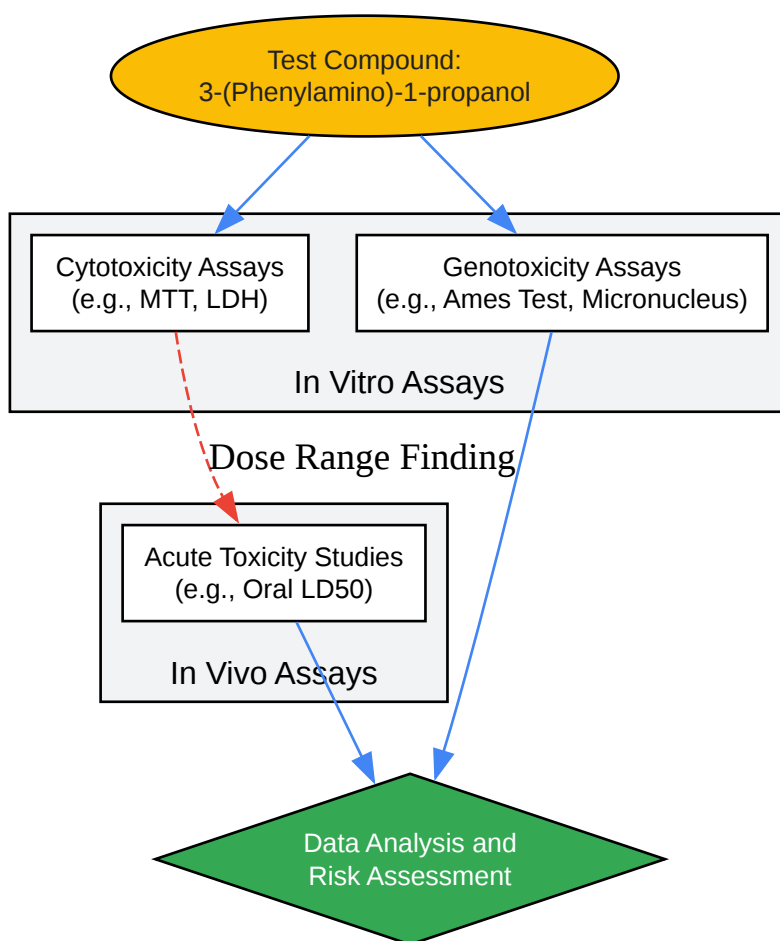 Test Compound:
3-(Phenylamino)-1-propanol
Cytotoxicity Assays
(e.g., MTT, LDH)
Genotoxicity Assays
(e.g., Ames Test, Micronucleus)
In Vitro Assays
Dose Range Finding
Acute Toxicity Studies
(e.g., Oral LD50)
In Vivo Assays
Data Analysis and
Risk Assessment